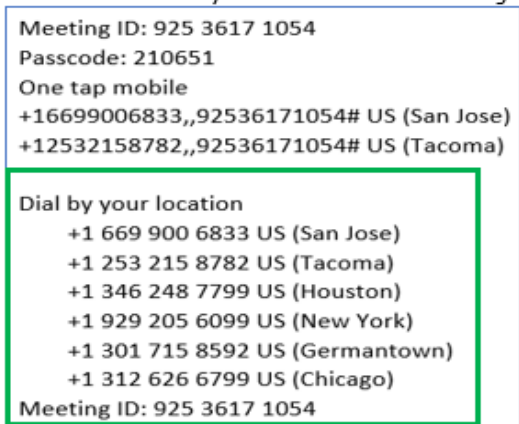 Meeting ID: 925 3617 1054
Passcode: 210651
One tap mobile
+16699006833,,92536171054# US (San Jose)
+12532158782,,92536171054# US (Tacoma)
Dial by your location
+1 669 900 6833 US (San Jose)
+1 253 215 8782 US (Tacoma)
+1 346 248 7799 US (Houston)
+1 929 205 6099 US (New York)
+1 301 715 8592 US (Germantown)
+1 312 626 6799 US (Chicago)
Meeting ID: 925 3617 1054